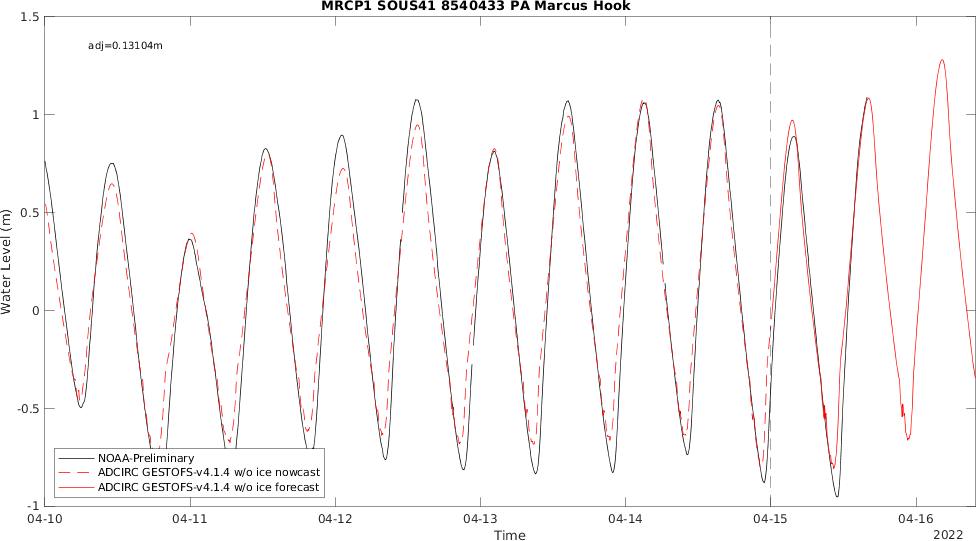 MRCP1 SOUS41 8540433 PA Marcus Hook
1.5
adj=0.13104m
1
0.5
0
-0.5
-1
Water Level (m)
NOAA-Preliminary
ADCIRC GESTOFS-v4.1.4 w/o ice nowcast
ADCIRC GESTOFS-v4.1.4 w/o ice forecast
04-10 04-11 04-12 04-13 04-14 04-15 04-16
Time
2022